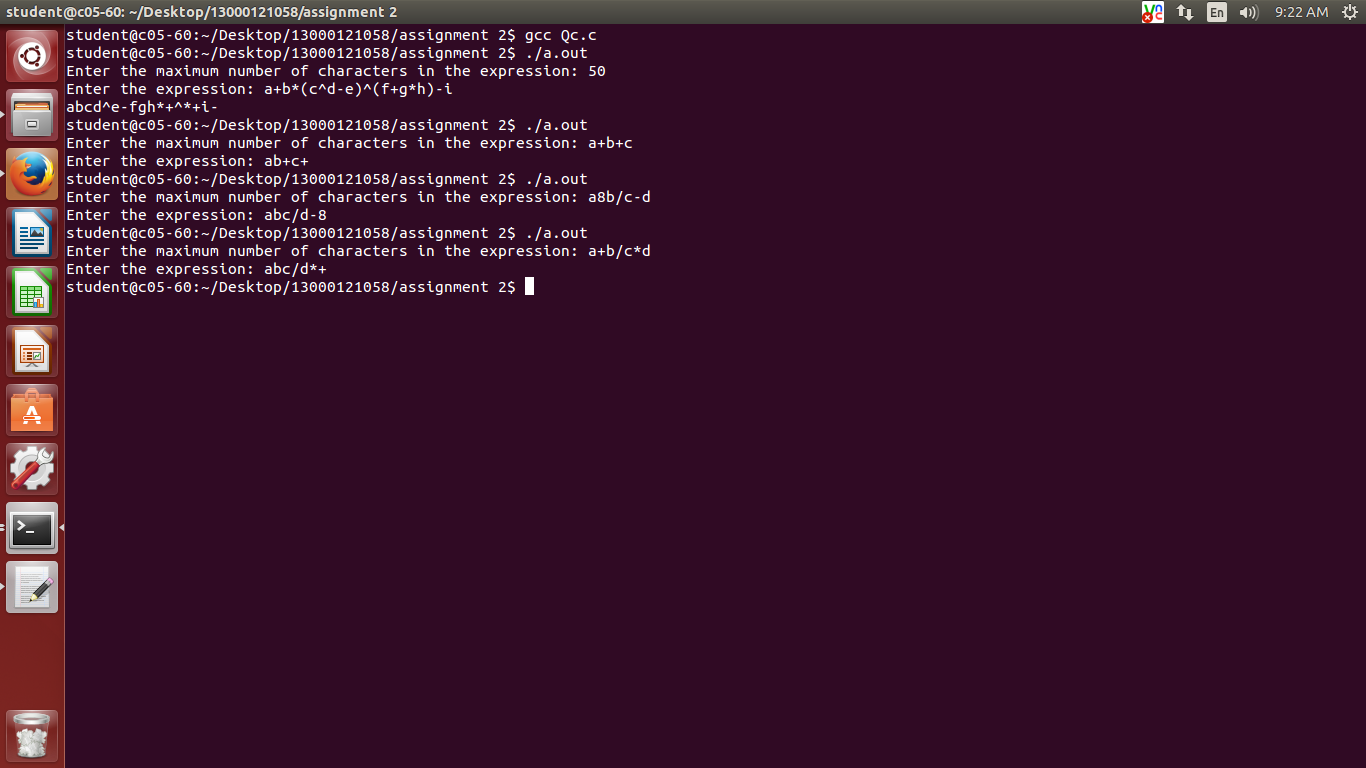 student@c05-60: ~/Desktop/13000121058/assignment 2
En
9:22 AM
student@c05-60:~/Desktop/13000121058/assignment 2$ gcc Qc.c
student@c05-60:~/Desktop/13000121058/assignment 2$ ./a.out
Enter the maximum number of characters in the expression: 50
Enter the expression: a+b*(c^d-e)^(f+g*h)-i
abcd^e-fgh*+^*+i-
student@c05-60:~/Desktop/13000121058/assignment 2$ ./a.out
Enter the maximum number of characters in the expression: a+b+c
Enter the expression: ab+c+
student@c05-60:~/Desktop/13000121058/assignment 2$ ./a.out
Enter the maximum number of characters in the expression: a8b/c-d
Enter the expression: abc/d-8
student@c05-60:~/Desktop/13000121058/assignment 2$ ./a.out
Enter the maximum number of characters in the expression: a+b/c*d
Enter the expression: abc/d*+
student@c05-60:~/Desktop/13000121058/assignment 2$